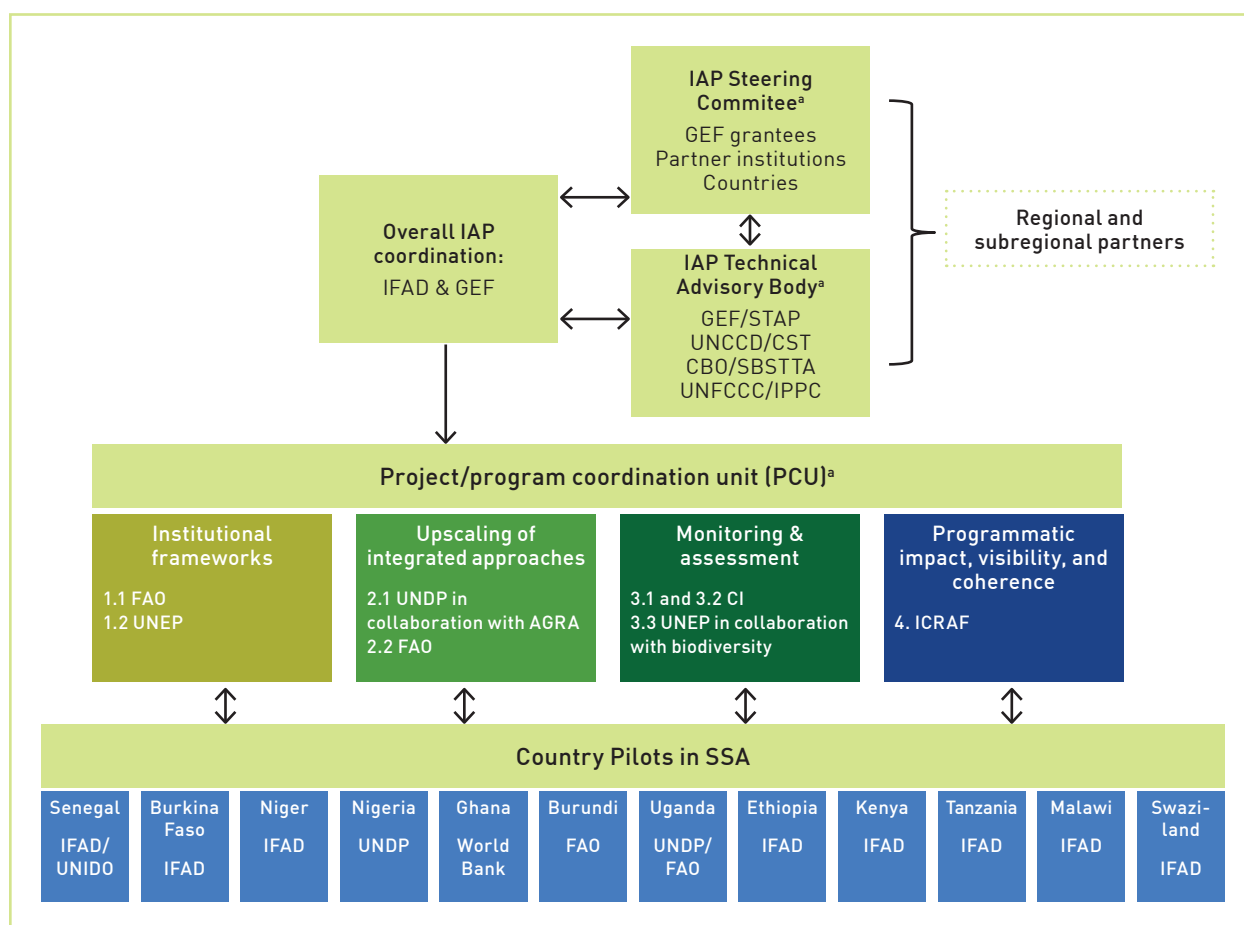 IAP Steering
Commiteeᵃ
GEF grantees
Partner institutions
Countries
Overall IAP
coordination:
IFAD & GEF
Regional and
subregional partners
IAP Technical
Advisory Bodyᵃ
GEF/STAP
UNCCD/CST
CBO/SBSTTA
UNFCCC/IPPC
Project/program coordination unit (PCU)ᵃ
Institutional
frameworks
1.1 FAO
1.2 UNEP
Upscaling of
integrated approaches
2.1 UNDP in
collaboration with AGRA
2.2 FAO
Monitoring &
assessment
3.1 and 3.2 CI
3.3 UNEP in collaboration
with biodiversity
Programmatic
impact, visibility, and
coherence
4. ICRAF
Country Pilots in SSA
Senegal
IFAD/
UNIDO
Burkina
Faso
IFAD
Niger
IFAD
Nigeria
UNDP
Ghana
World
Bank
Burundi
FAO
Uganda
UNDP/
FAO
Ethiopia
IFAD
Kenya
IFAD
Tanzania
IFAD
Malawi
IFAD
Swazi-
land
IFAD